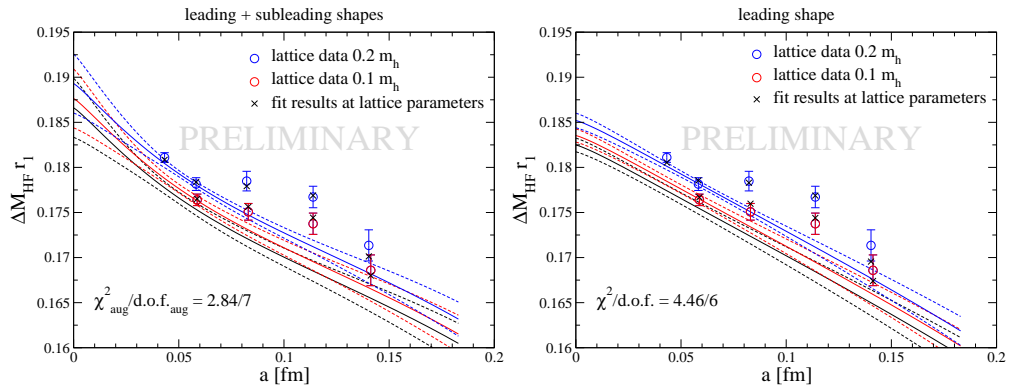 leading + subleading shapes
0.195
0.19
0.185
0.18
0.175
0.17
0.165
0.16
ΔM_HF r_1
lattice data 0.2 m_h
lattice data 0.1 m_h
fit results at lattice parameters
PRELIMINARY
χ²_aug/d.o.f._aug = 2.84/7
0 0.05 0.1 0.15 0.2
a [fm]
leading shape
0.195
0.19
0.185
0.18
0.175
0.17
0.165
0.16
ΔM_HF r_1
lattice data 0.2 m_h
lattice data 0.1 m_h
fit results at lattice parameters
PRELIMINARY
χ²/d.o.f. = 4.46/6
0 0.05 0.1 0.15 0.2
a [fm]